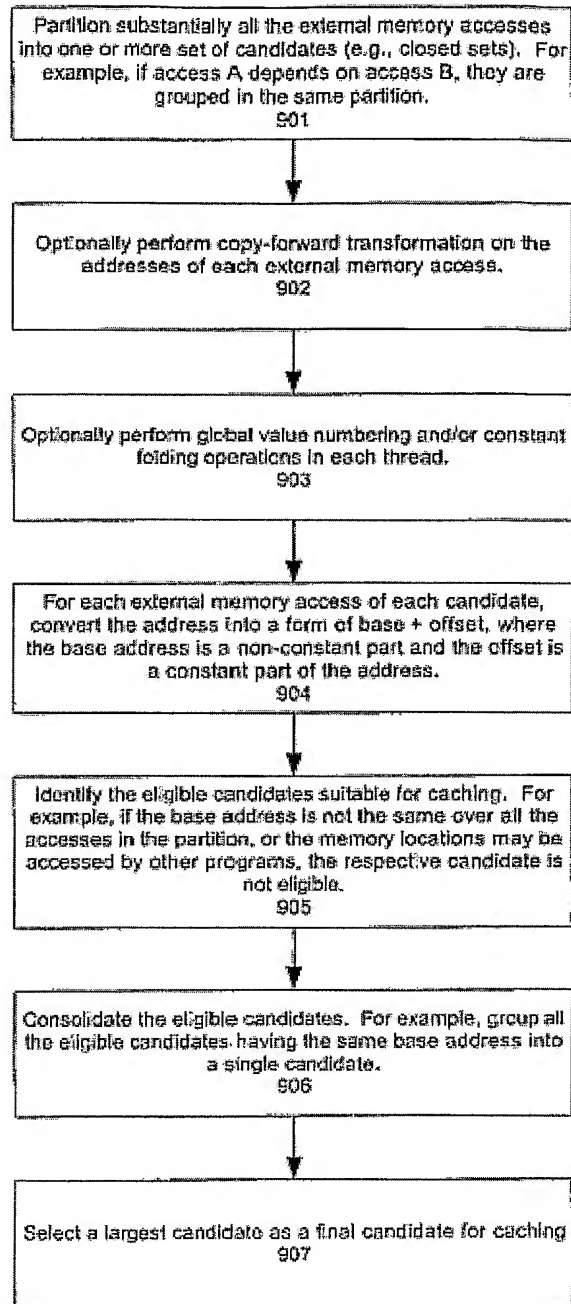 Partition substantially all the external memory accesses
into one or more set of candidates (e.g., closed sets). For
example, if access A depends on access B, they are
grouped in the same partition.
901
Optionally perform copy-forward transformation on the
addresses of each external memory access.
902
Optionally perform global value numbering and/or constant
folding operations in each thread.
903
For each external memory access of each candidate,
convert the address into a form of base + offset, where
the base address is a non-constant part and the offset is
a constant part of the address.
904
Identify the eligible candidates suitable for caching. For
example, if the base address is not the same over all the
accesses in the partition, or the memory locations may be
accessed by other programs, the respective candidate is
not eligible.
905
Consolidate the eligible candidates. For example, group all
the eligible candidates having the same base address into
a single candidate.
906
Select a largest candidate as a final candidate for caching
907